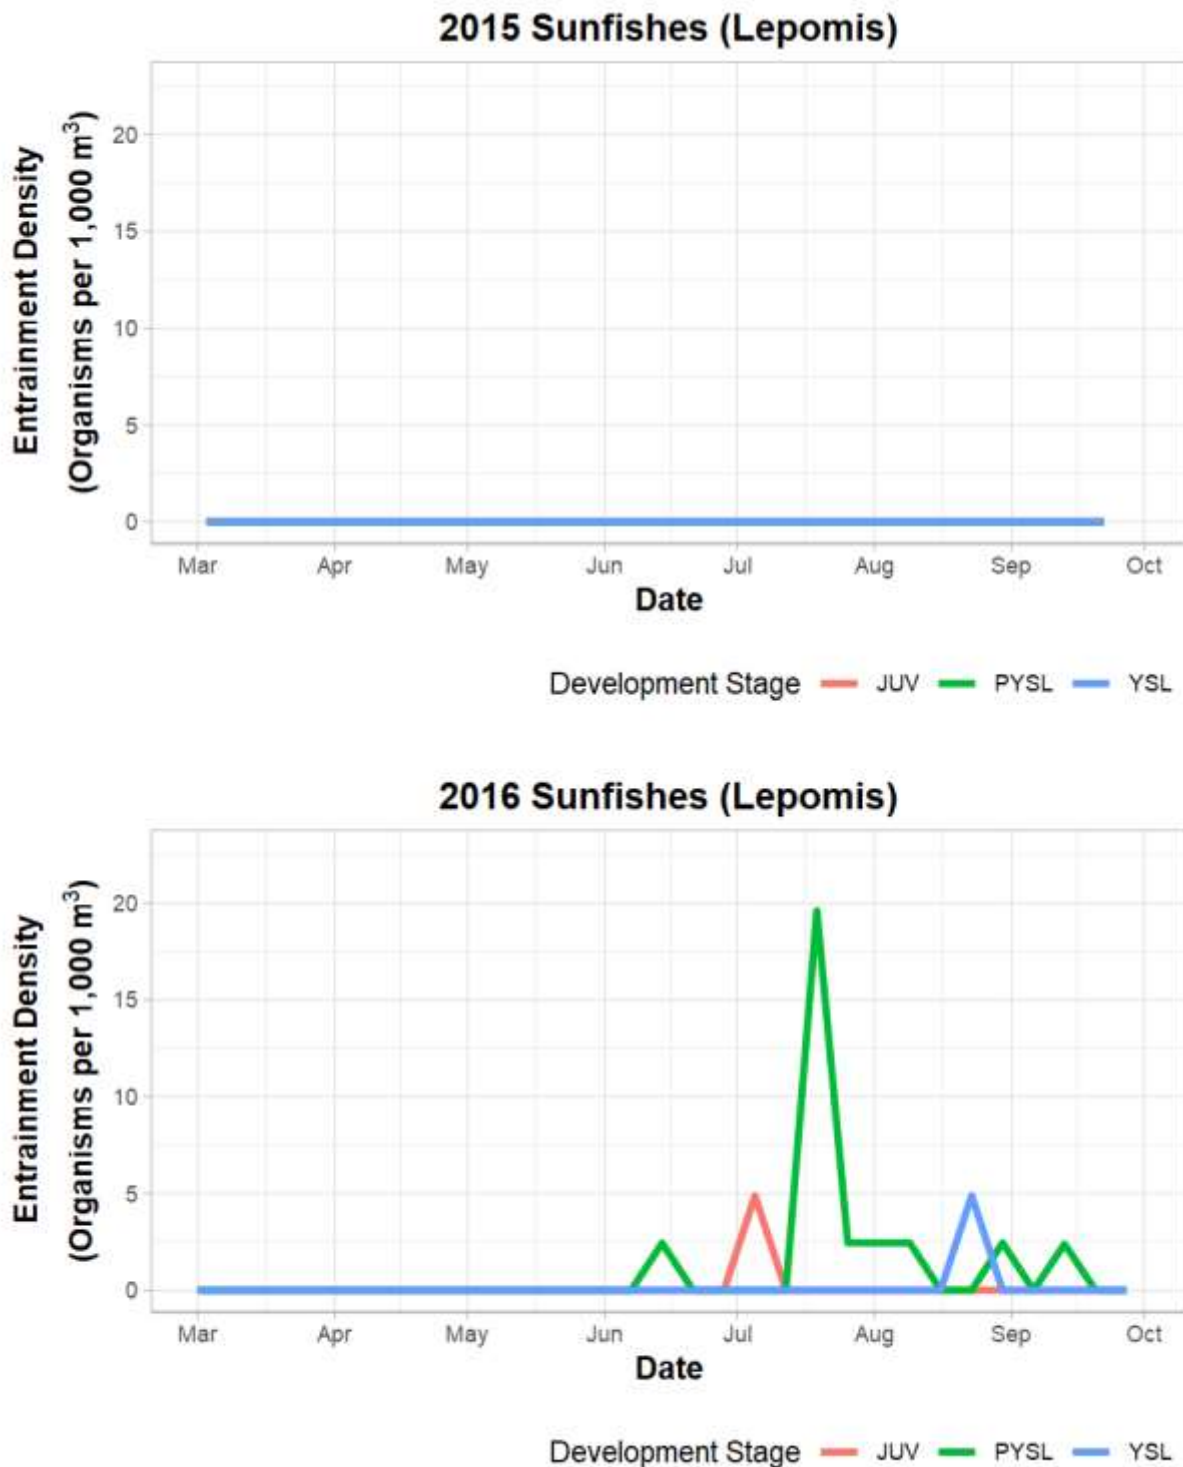 2015 Sunfishes (Lepomis)
Entrainment Density
(Organisms per 1,000 m³)
20
15
10
5
0
Mar Apr May Jun Jul Aug Sep Oct
Date
Development Stage JUV PYSL YSL
2016 Sunfishes (Lepomis)
Entrainment Density
(Organisms per 1,000 m³)
20
15
10
5
0
Mar Apr May Jun Jul Aug Sep Oct
Date
Development Stage JUV PYSL YSL